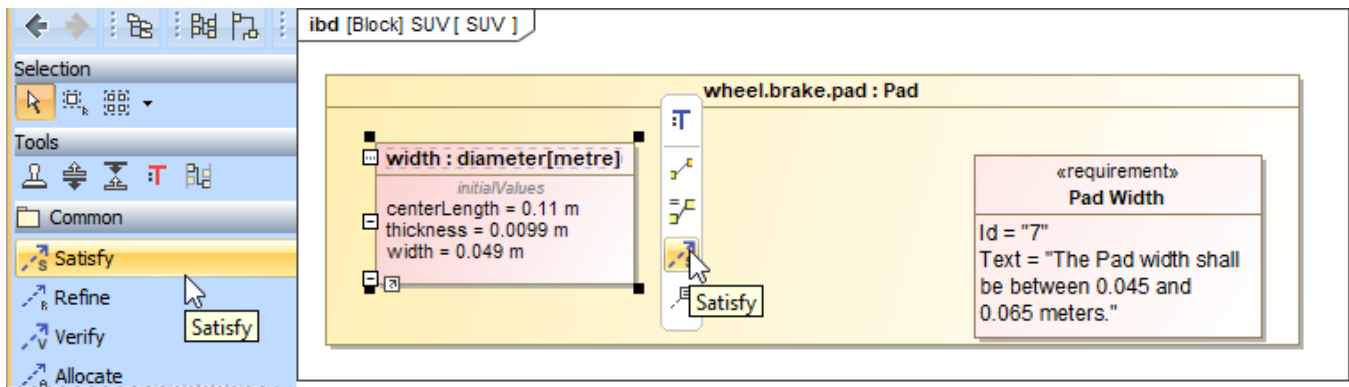 ibd [Block] SUV [ SUV ]
Selection
Tools
Common
Satisfy
Refine
Satisfy
Verify
Allocate
wheel.brake.pad : Pad
width : diameter[metre]
initialValues
centerLength = 0.11 m
thickness = 0.0099 m
width = 0.049 m
Satisfy
«requirement»
Pad Width
Id = "7"
Text = "The Pad width shall
be between 0.045 and
0.065 meters."